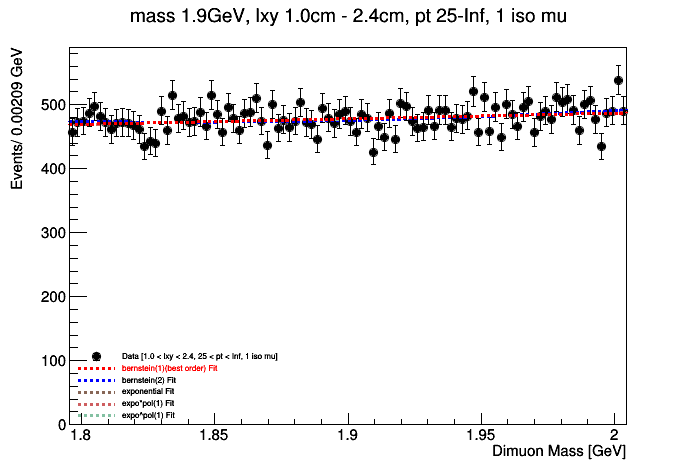 mass 1.9GeV, lxy 1.0cm - 2.4cm, pt 25-Inf, 1 iso mu
Events/ 0.00209 GeV
500
400
300
200
100
0
Data [1.0 < lxy < 2.4, 25 < pt < Inf, 1 iso mu]
bernstein(1)(best order) Fit
bernstein(2) Fit
exponential Fit
expo*pol(1) Fit
expo^pol(1) Fit
1.8 1.85 1.9 1.95 2
Dimuon Mass [GeV]